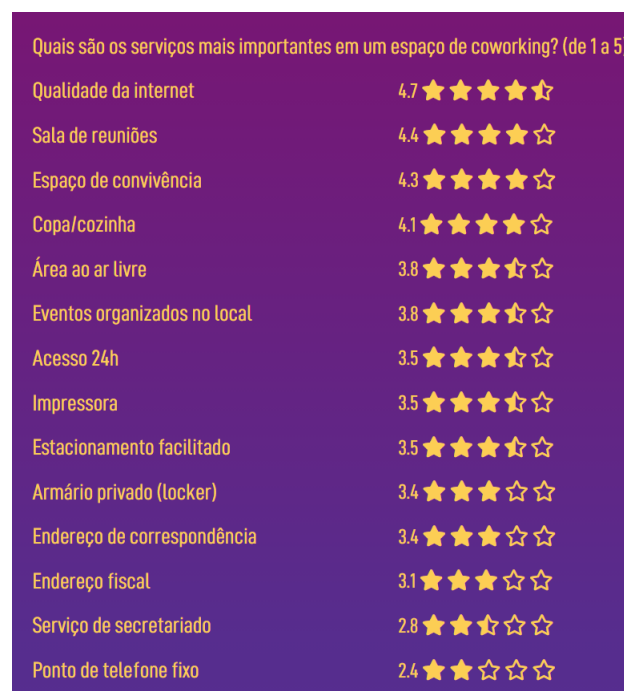 Quais são os serviços mais importantes em um espaço de coworking? (de 1 a 5)
Qualidade da internet 4.7
Sala de reuniões 4.4
Espaço de convivência 4.3
Copa/cozinha 4.1
Área ao ar livre 3.8
Eventos organizados no local 3.8
Acesso 24h 3.5
Impressora 3.5
Estacionamento facilitado 3.5
Armário privado (locker) 3.4
Endereço de correspondência 3.4
Endereço fiscal 3.1
Serviço de secretariado 2.8
Ponto de telefone fixo 2.4